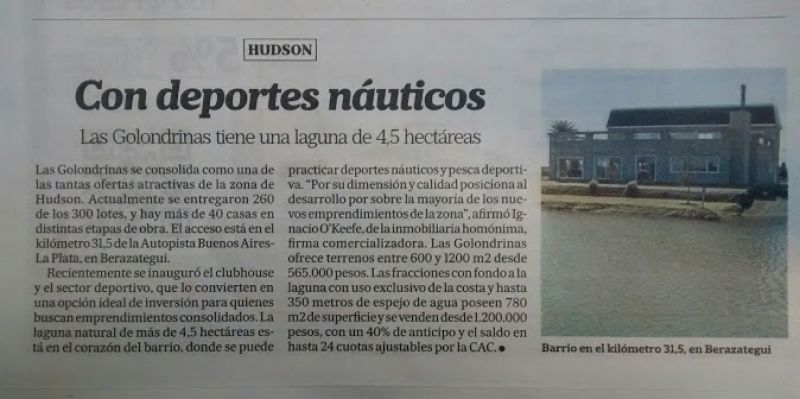 HUDSON
Con deportes náuticos
Las Golondrinas tiene una laguna de 4,5 hectáreas
Las Golondrinas se consolida como una de
las tantas ofertas atractivas de la zona de
Hudson. Actualmente se entregaron 260
de los 300 lotes, y hay más de 40 casas en
distintas etapas de obra. El acceso está en el
kilómetro 31,5 de la Autopista Buenos Aires-
La Plata, en Berazategui.
Recientemente se inauguró el clubhouse
y el sector deportivo, que lo convierten en
una opción ideal de inversión para quienes
buscan emprendimientos consolidados. La
laguna natural de más de 4,5 hectáreas es-
tá en el corazón del barrio, donde se puede
practicar deportes náuticos y pesca deporti-
va. “Por su dimensión y calidad posiciona al
desarrollo por sobre la mayoría de los nue-
vos emprendimientos de la zona”, afirmó Ig-
nacio O'Keefe, de la inmobiliaria homónima,
firma comercializadora. Las Golondrinas
ofrece terrenos entre 600 y 1200 m2 desde
565.000 pesos. Las fracciones con fondo a la
laguna con uso exclusivo de la costa y hasta
350 metros de espejo de agua poseen 780
m2 de superficie y se venden desde 1.200.000
pesos, con un 40% de anticipo y el saldo en
hasta 24 cuotas ajustables por la CAC. ●
Barrio en el kilómetro 31,5, en Berazategui